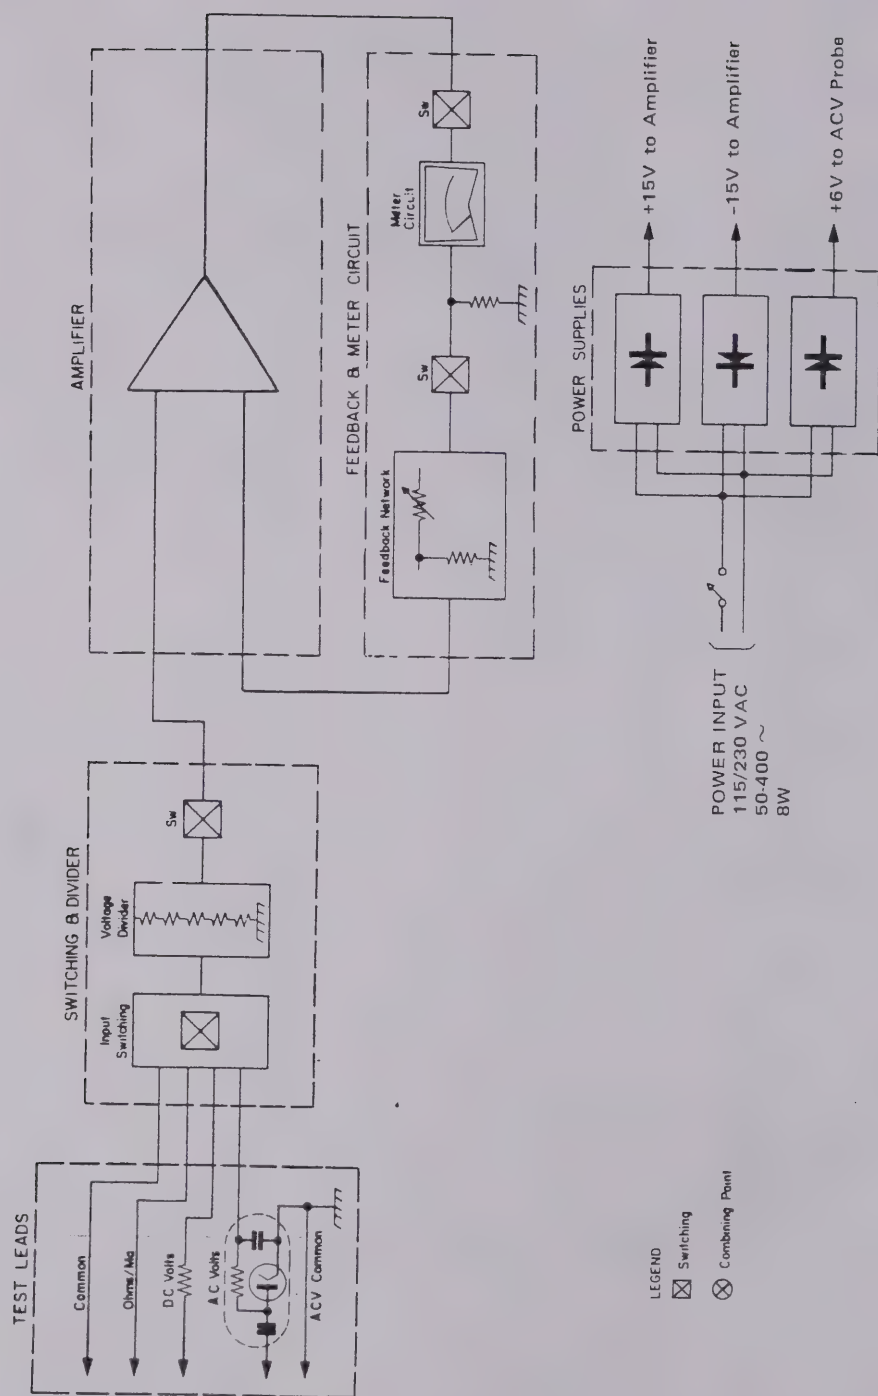 TEST LEADS
Common
Ohms/Ma
DC Volts
AC Volts
ACV Common
SWITCHING & DIVIDER
Input
Switching
Voltage
Divider
Sw
AMPLIFIER
FEEDBACK & METER CIRCUIT
Feedback Network
Sw
Meter
Circuit
Sw
POWER INPUT
115/230 VAC
50-400 ~
8W
POWER SUPPLIES
+15V to Amplifier
-15V to Amplifier
+6V to ACV Probe
LEGEND
Switching
Combining Point